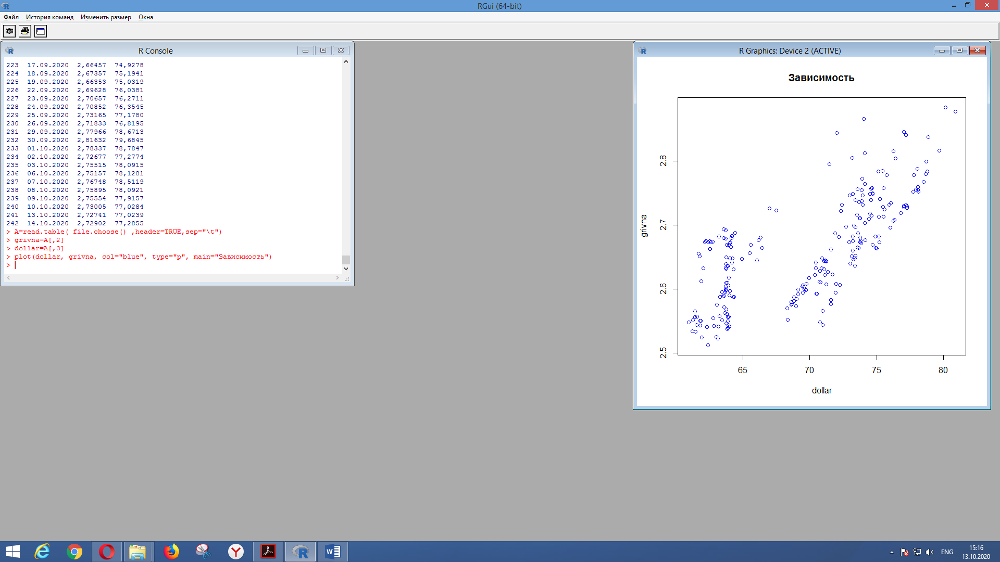 RGui (64-bit)
Файл История команд Изменить размер Окна
R Console
223 17.09.2020 2,66457 74,9278
224 18.09.2020 2,67357 75,1941
225 19.09.2020 2,66353 75,0319
226 22.09.2020 2,69628 76,0381
227 23.09.2020 2,70657 76,2711
228 24.09.2020 2,70852 76,3545
229 25.09.2020 2,73165 77,1780
230 26.09.2020 2,71833 76,8195
231 29.09.2020 2,77966 78,6713
232 30.09.2020 2,81632 79,6845
233 01.10.2020 2,78337 78,7847
234 02.10.2020 2,72677 77,2774
235 03.10.2020 2,75515 78,0915
236 06.10.2020 2,75157 78,1281
237 07.10.2020 2,76748 78,5119
238 08.10.2020 2,75895 78,0921
239 09.10.2020 2,75554 77,9157
240 10.10.2020 2,73005 77,0284
241 13.10.2020 2,72741 77,0239
242 14.10.2020 2,72902 77,2855
> A=read.table( file.choose() ,header=TRUE,sep="\t")
> grivna=A[,2]
> dollar=A[,3]
> plot(dollar, grivna, col="blue", type="p", main="Зависимость")
>
R Graphics: Device 2 (ACTIVE)
Зависимость
grivna
2.8
2.7
2.6
2.5
65 70 75 80
dollar
ENG
15:16
13.10.2020